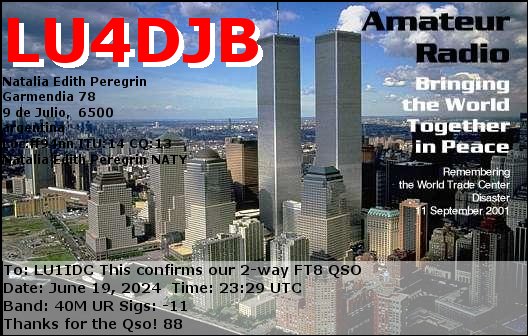 LU4DJB
Natalia Edith Peregrin
Garmendia 78
9 de Julio, 6500
argentina
ITU:14 CQ:13
Natalia Edith Peregrin NATY
Amateur
Radio
Bringing
the World
Together
in Peace
Remembering
the World Trade Center
Disaster
11 September 2001
To: LU1IDC This confirms our 2-way FT8 QSO
Date: June 19, 2024 Time: 23:29 UTC
Band: 40M UR Sigs: -11
Thanks for the Qso! 88